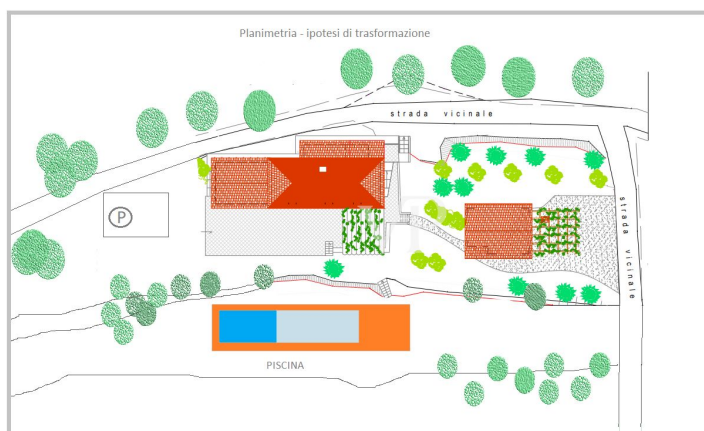 Planimetria - ipotesi di trasformazione
strada vicinale
strada vicinale
P
PISCINA